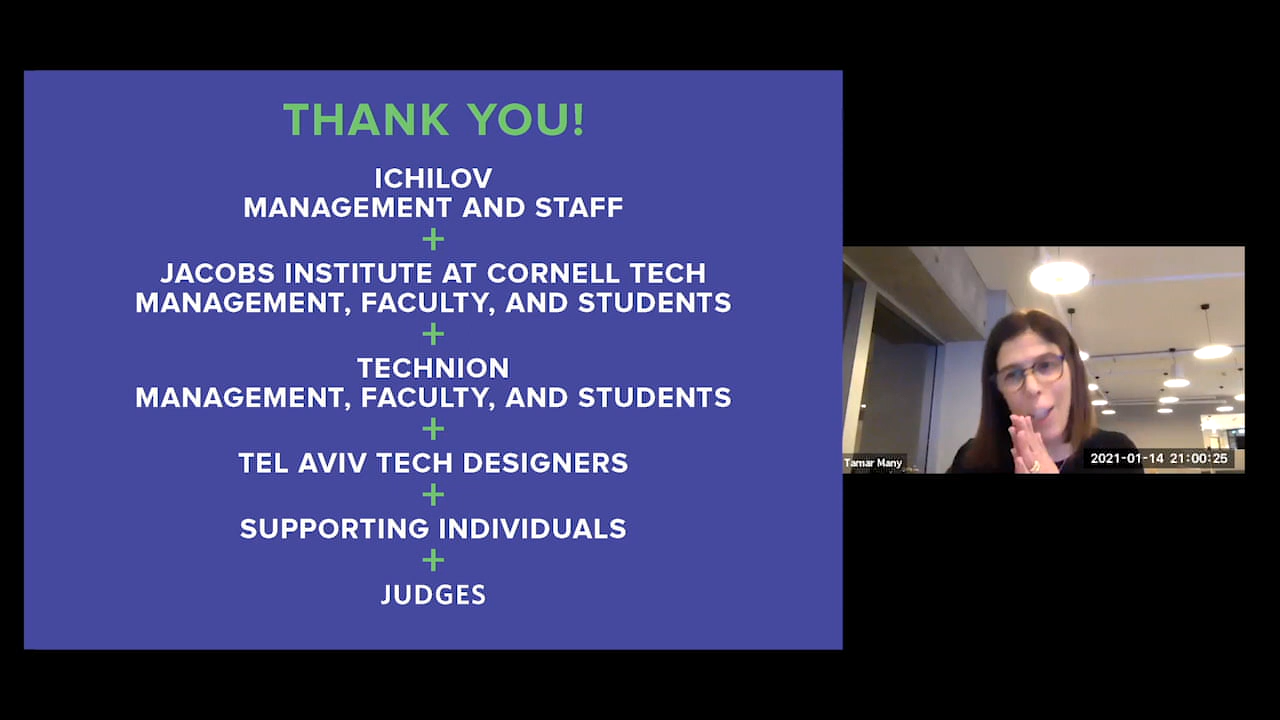 THANK YOU!
ICHILOV
MANAGEMENT AND STAFF
+
JACOBS INSTITUTE AT CORNELL TECH
MANAGEMENT, FACULTY, AND STUDENTS
+
TECHNION
MANAGEMENT, FACULTY, AND STUDENTS
+
TEL AVIV TECH DESIGNERS
+
SUPPORTING INDIVIDUALS
+
JUDGES
Tamar Many
2021-01-14 21:00:25